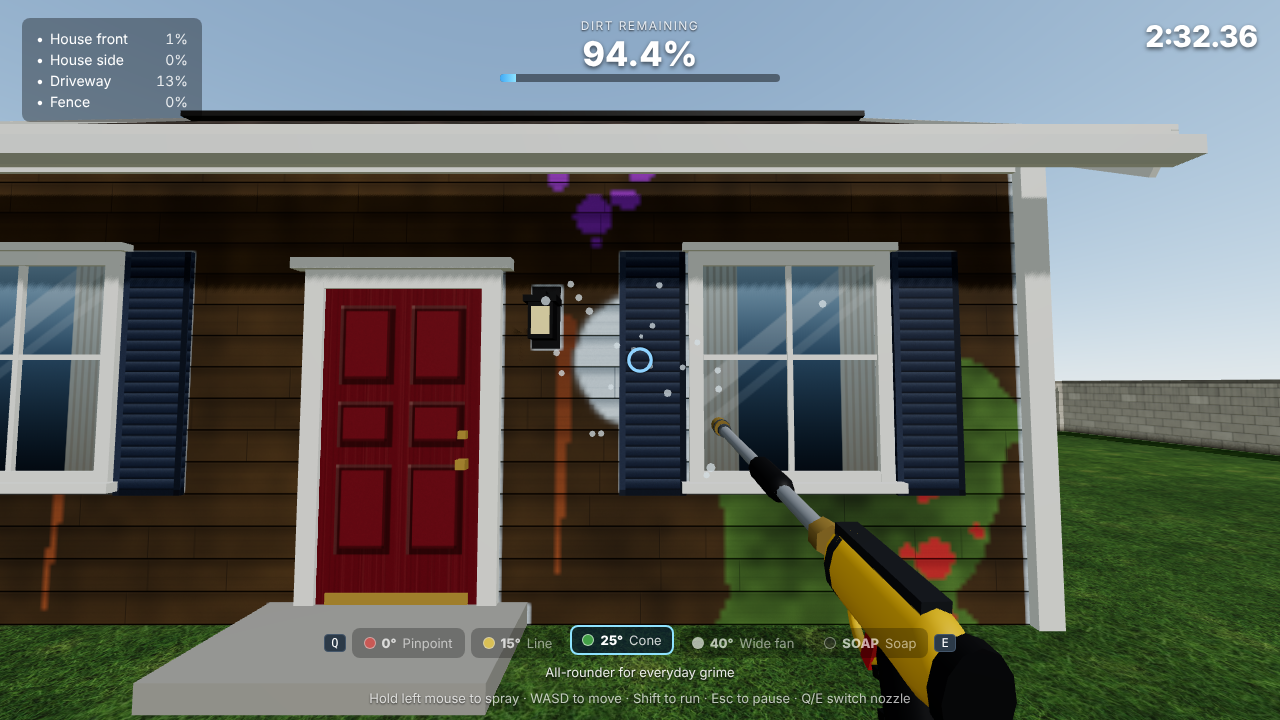 • House front 1%
• House side 0%
• Driveway 13%
• Fence 0%
DIRT REMAINING
94.4%
2:32.36
Q 0° Pinpoint 15° Line 25° Cone 40° Wide fan SOAP Soap E
All-rounder for everyday grime
Hold left mouse to spray · WASD to move · Shift to run · Esc to pause · Q/E switch nozzle